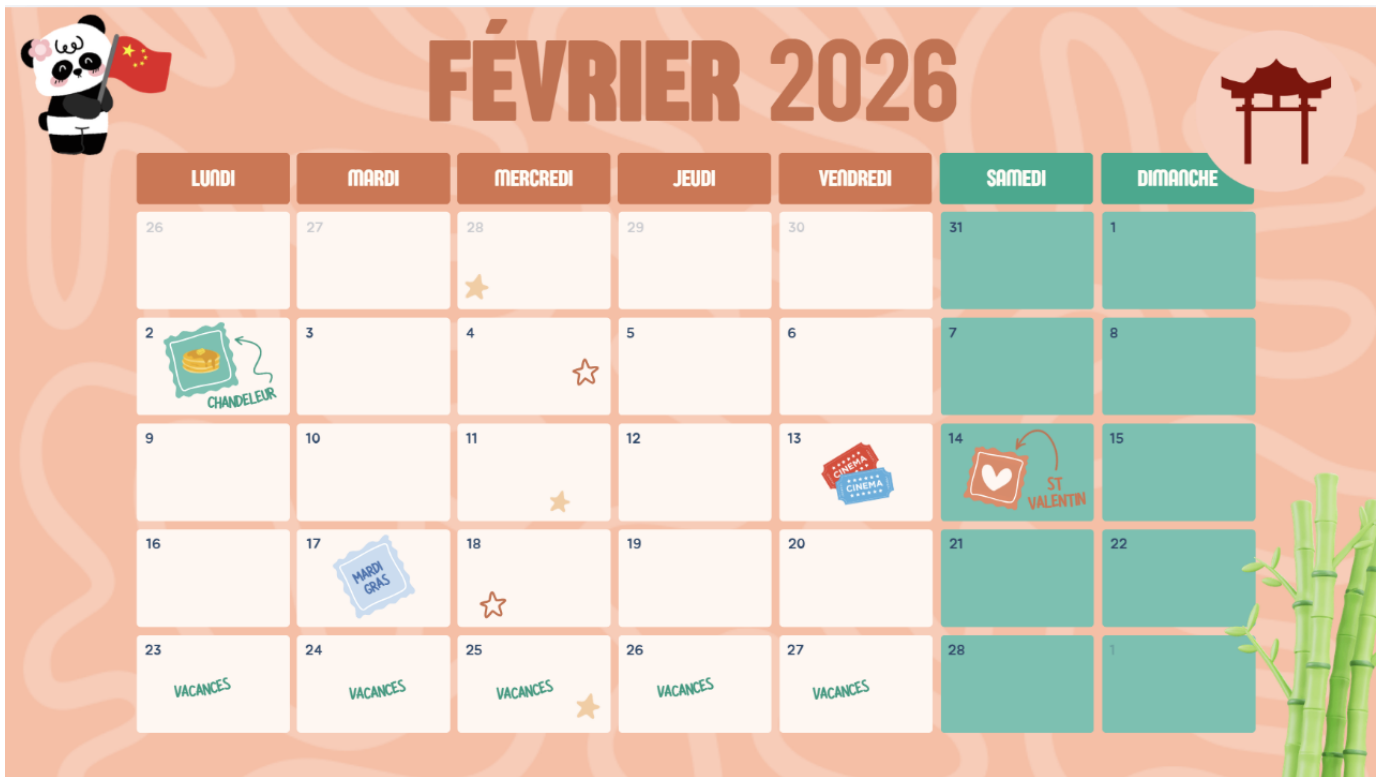 FÉVRIER 2026
LUNDI MARDI MERCREDI JEUDI VENDREDI SAMEDI DIMANCHE
26 27 28 29 30 31 1
2 3 4 5 6 7 8
CHANDELEUR
9 10 11 12 13 14 15
CINEMA
CINEMA
ST
VALENTIN
16 17 18 19 20 21 22
MARDI
GRAS
23 24 25 26 27 28 1
VACANCES VACANCES VACANCES VACANCES VACANCES